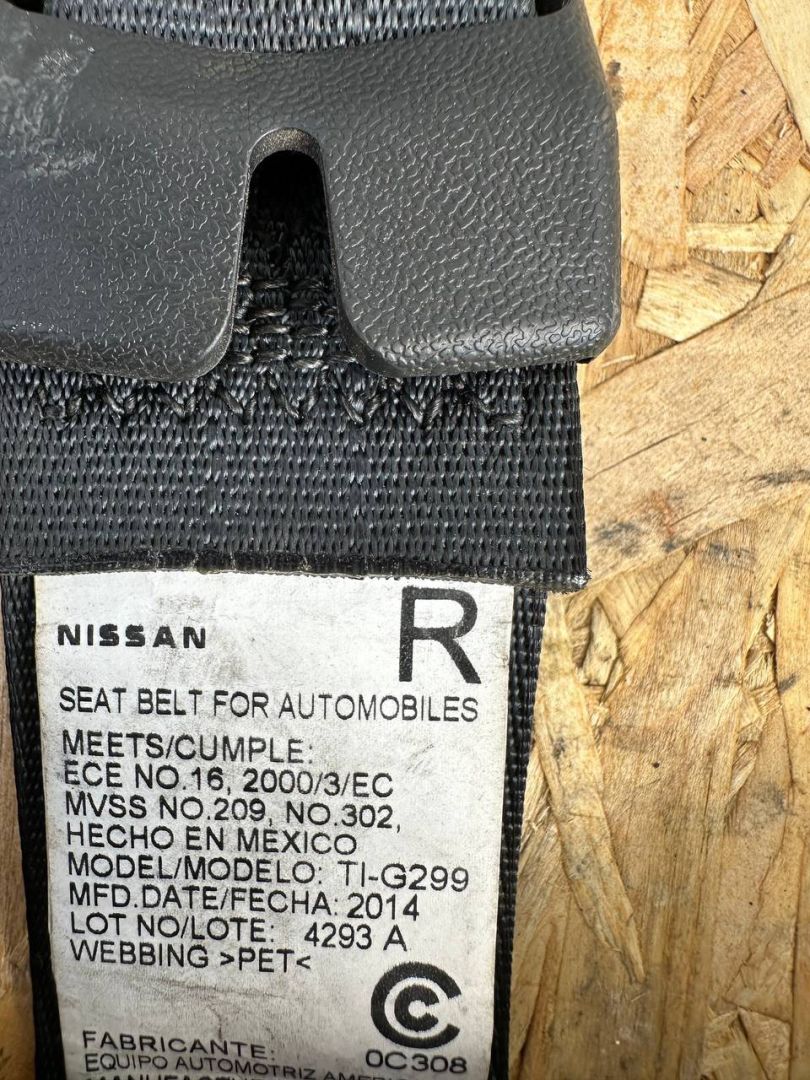 NISSAN
R
SEAT BELT FOR AUTOMOBILES
MEETS/CUMPLE:
ECE NO.16, 2000/3/EC
MVSS NO.209, NO.302,
HECHO EN MEXICO
MODEL/MODELO: TI-G299
MFD.DATE/FECHA: 2014
LOT NO/LOTE: 4293 A
WEBBING >PET<
C
0C308
FABRICANTE:
EQUIPO AUTOMOTRIZ